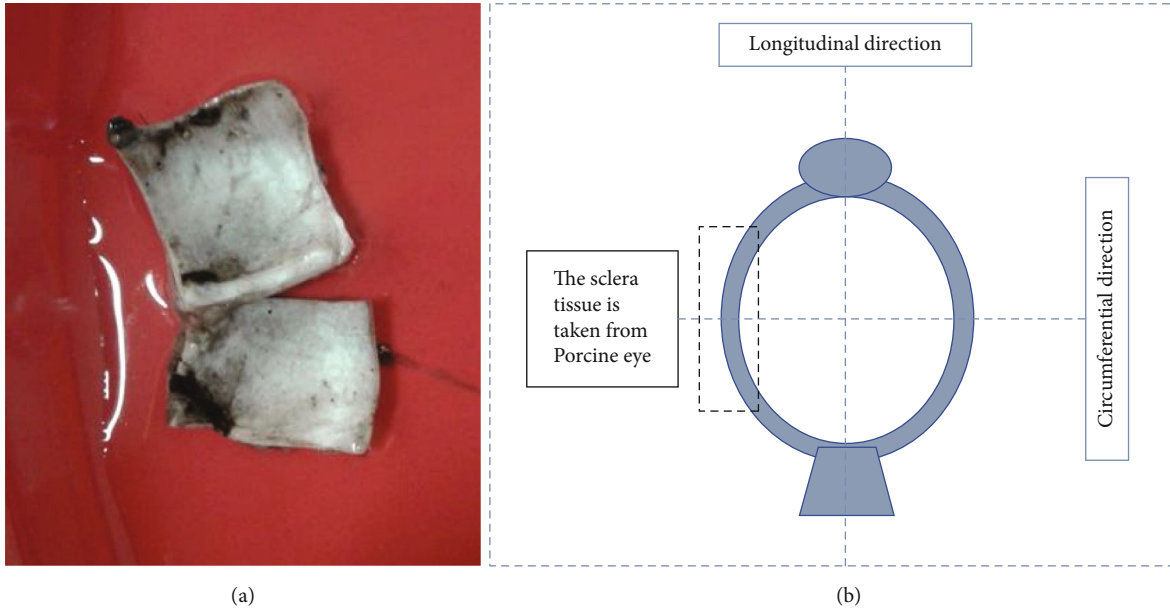 Longitudinal direction
The sclera
tissue is
taken from
Porcine eye
Circumferential direction
(a)
(b)